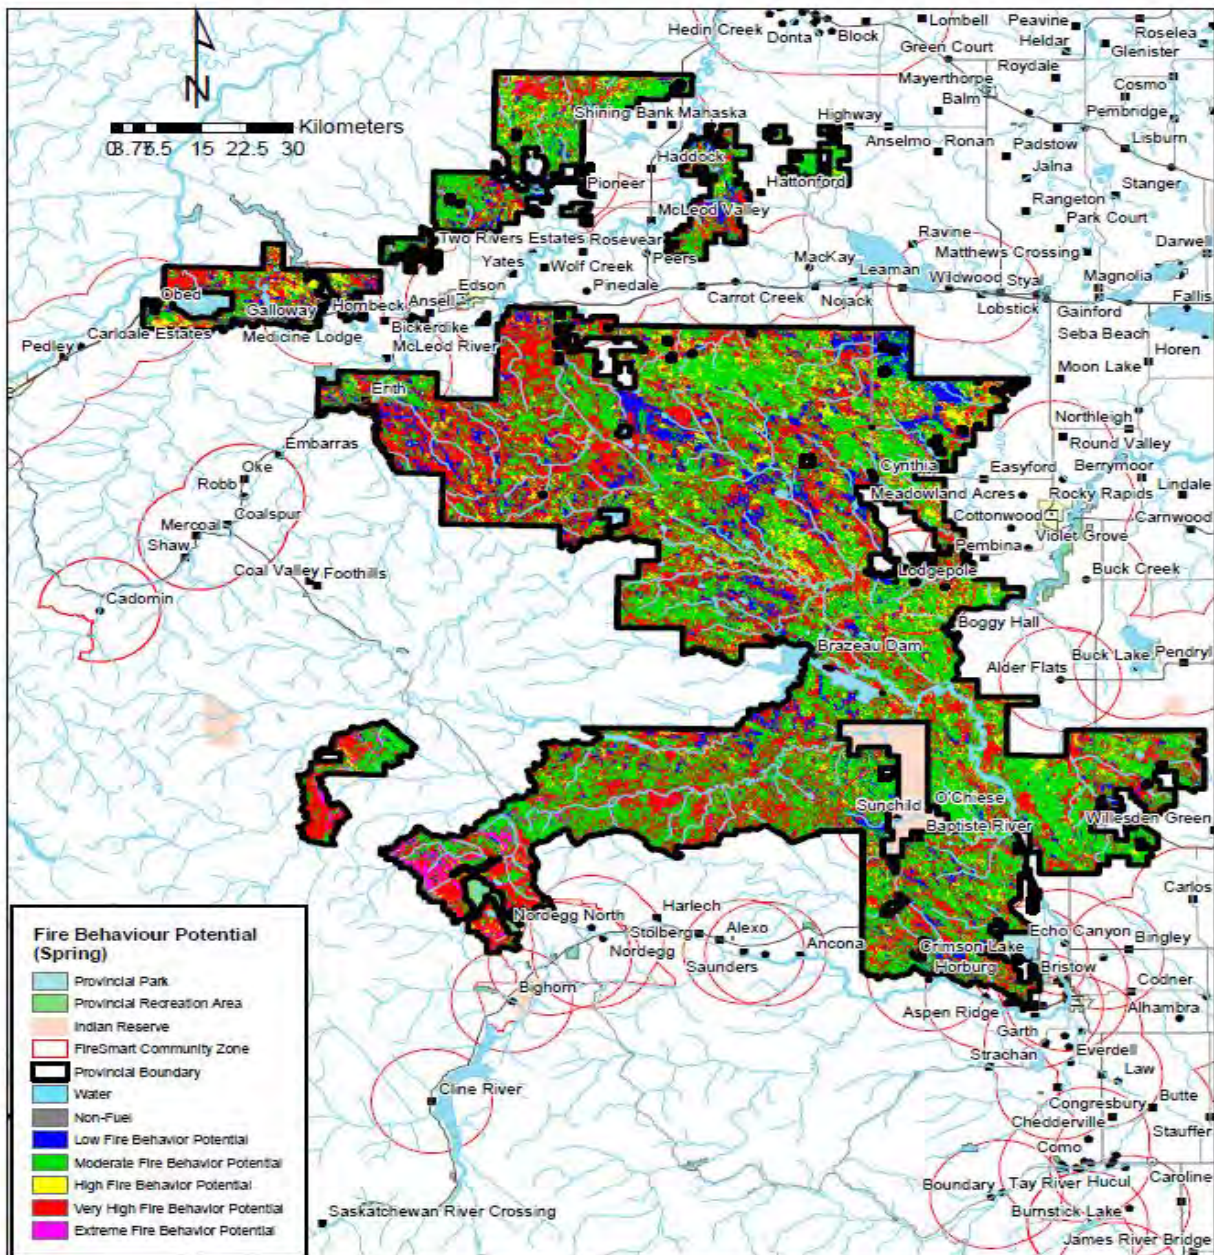 Hedin Creek
Donta
Block
Lombell
Peavine
Roselea
Heldar
Glenister
Green Court
Roydale
Mayerthorpe
Cosmo
Balm
N
Kilometers
0 3.75 7.5 15 22.5 30
Shining Bank Mahaska
Highway
Pembridge
Lisburn
Anselmo
Ronan
Padstow
Haddock
Jalna
Pioneer
Hattonford
Stanger
Rangeton
McLeod Valley
Park Court
Two Rivers Estates
Rosevear
Ravine
Peers
Matthews Crossing
Darwell
Yates
Wolf Creek
MacKay
Magnolia
Edson
Pinedale
Leaman
Wildwood
Styal
Obed
Ansell
Carrot Creek
Nojack
Fallis
Galloway
Hornbeck
Lobstick
Gainford
Carldale Estates
Bickerdike
Seba Beach
Medicine Lodge
McLeod River
Pedley
Horen
Moon Lake
Erith
Northleigh
Embarras
Round Valley
Oke
Cynthia
Easyford
Berrymoor
Robb
Lindale
Meadowland Acres
Rocky Rapids
Coalspur
Cottonwood
Mercoal
Carnwood
Violet Grove
Shaw
Pembina
Coal Valley
Foothills
Lodgepole
Buck Creek
Cadomin
Boggy Hall
Brazeau Dam
Buck Lake
Pendryl
Alder Flats
Sunchild
O'Chiese
Baptiste River
Willesden Green
Carlos
Nordegg North
Harlech
Stolberg
Alexo
Echo Canyon
Nordegg
Ancona
Crimson Lake
Bingley
Saunders
Horburg
Bristow
Bighorn
Codner
Aspen Ridge
Alhambra
Garth
Everdell
Strachan
Law
Cline River
Butte
Congresbury
Chedderville
Stauffer
Como
Boundary
Tay River
Hucul
Caroline
Burnstick Lake
Saskatchewan River Crossing
James River Bridge
Fire Behaviour Potential
(Spring)
Provincial Park
Provincial Recreation Area
Indian Reserve
FireSmart Community Zone
Provincial Boundary
Water
Non-Fuel
Low Fire Behavior Potential
Moderate Fire Behavior Potential
High Fire Behavior Potential
Very High Fire Behavior Potential
Extreme Fire Behavior Potential